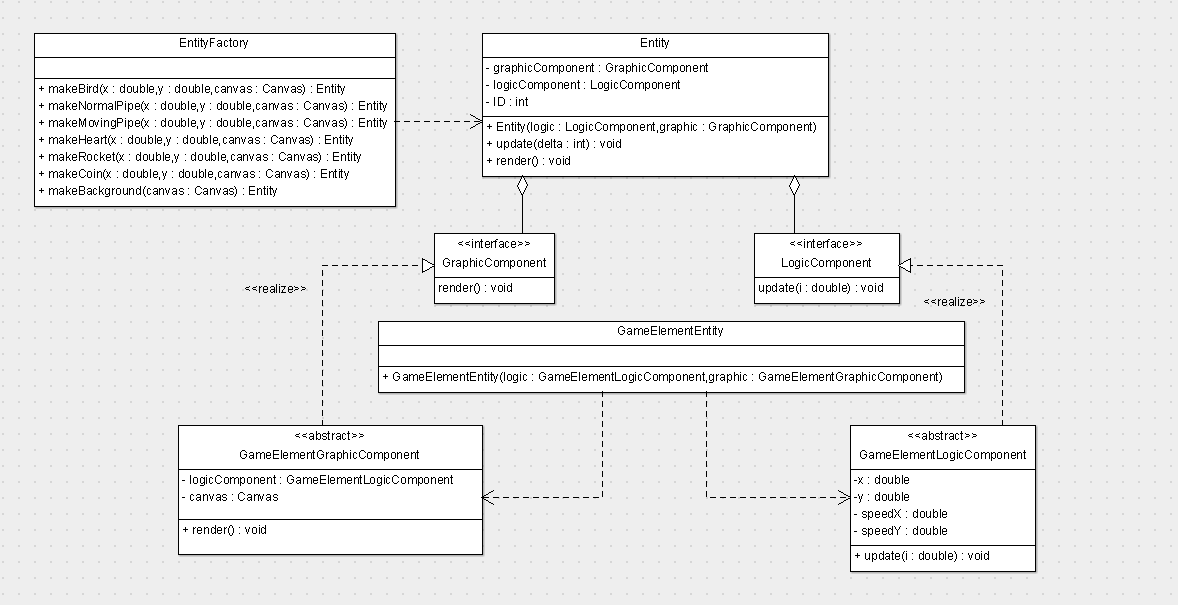 EntityFactory
+ makeBird(x : double,y : double,canvas : Canvas) : Entity
+ makeNormalPipe(x : double,y : double,canvas : Canvas) : Entity
+ makeMovingPipe(x : double,y : double,canvas : Canvas) : Entity
+ makeHeart(x : double,y : double,canvas : Canvas) : Entity
+ makeRocket(x : double,y : double,canvas : Canvas) : Entity
+ makeCoin(x : double,y : double,canvas : Canvas) : Entity
+ makeBackground(canvas : Canvas) : Entity
Entity
- graphicComponent : GraphicComponent
- logicComponent : LogicComponent
- ID : int
+ Entity(logic : LogicComponent,graphic : GraphicComponent)
+ update(delta : int) : void
+ render() : void
<<interface>>
GraphicComponent
render() : void
<<interface>>
LogicComponent
update(i : double) : void
<<realize>>
<<realize>>
GameElementEntity
+ GameElementEntity(logic : GameElementLogicComponent,graphic : GameElementGraphicComponent)
<<abstract>>
GameElementGraphicComponent
- logicComponent : GameElementLogicComponent
- canvas : Canvas
+ render() : void
<<abstract>>
GameElementLogicComponent
-x : double
-y : double
- speedX : double
- speedY : double
+ update(i : double) : void